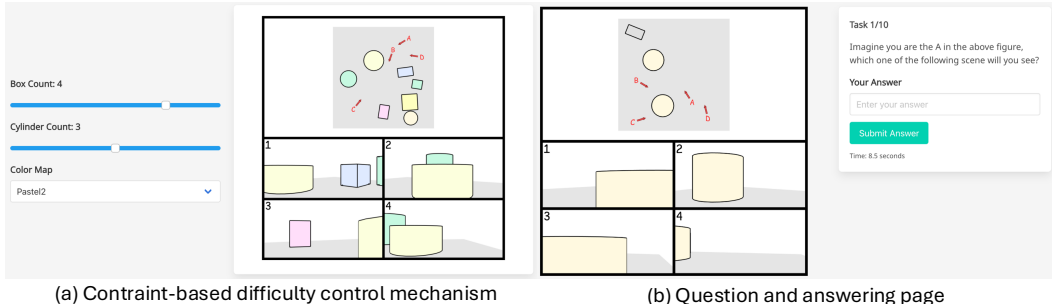 Box Count: 4
Cylinder Count: 3
Color Map
Pastel2
A
B
D
C
1
2
3
4
(a) Contraint-based difficulty control mechanism
B
A
C
D
1
2
3
4
Task 1/10
Imagine you are the A in the above figure,
which one of the following scene will you see?
Your Answer
Enter your answer
Submit Answer
Time: 8.5 seconds
(b) Question and answering page